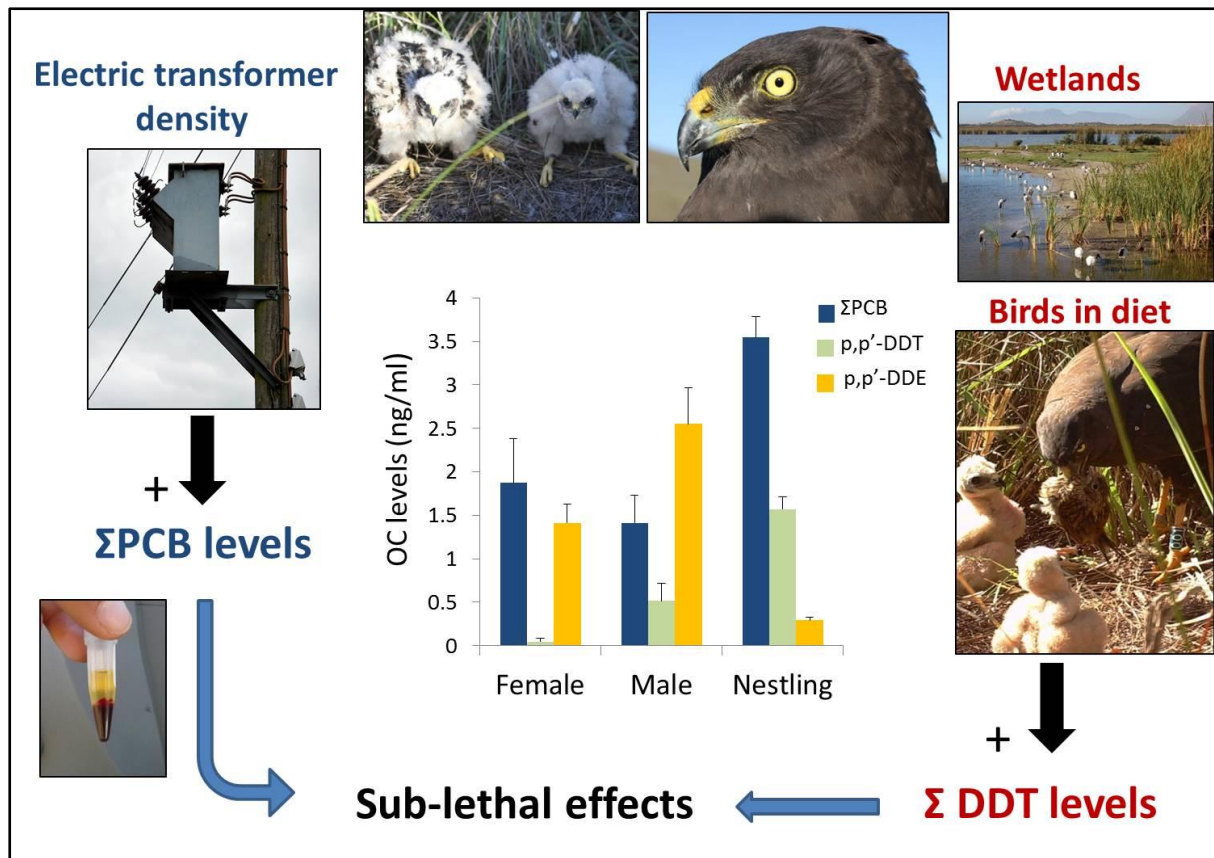 Electric transformer
density
+
ΣPCB levels
4
3.5
3
2.5
2
1.5
1
0.5
0
OC levels (ng/ml)
ΣPCB
p,p’-DDT
p,p’-DDE
Female Male Nestling
Wetlands
Birds in diet
+
Σ DDT levels
Sub-lethal effects